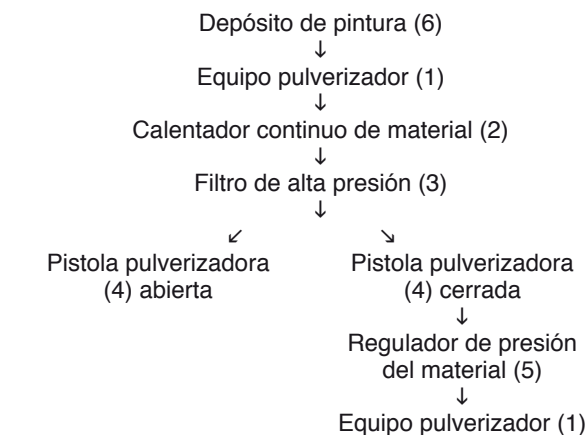 Depósito de pintura (6)
↓
Equipo pulverizador (1)
↓
Calentador continuo de material (2)
↓
Filtro de alta presión (3)
↓
↙ ↘
Pistola pulverizadora
(4) abierta
Pistola pulverizadora
(4) cerrada
↓
Regulador de presión
del material (5)
↓
Equipo pulverizador (1)